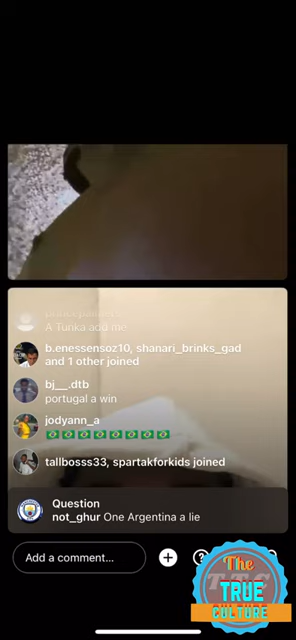 A Tunka add me
b.enessensoz10, shanari_brinks_gad
and 1 other joined
bj__.dtb
portugal a win
jodyann_a
🇧🇷🇧🇷🇧🇷🇧🇷🇧🇷🇧🇷🇧🇷🇧🇷
tallbosss33, spartakforkids joined
Question
not_ghur One Argentina a lie
Add a comment…
The
TRUE
CULTURE